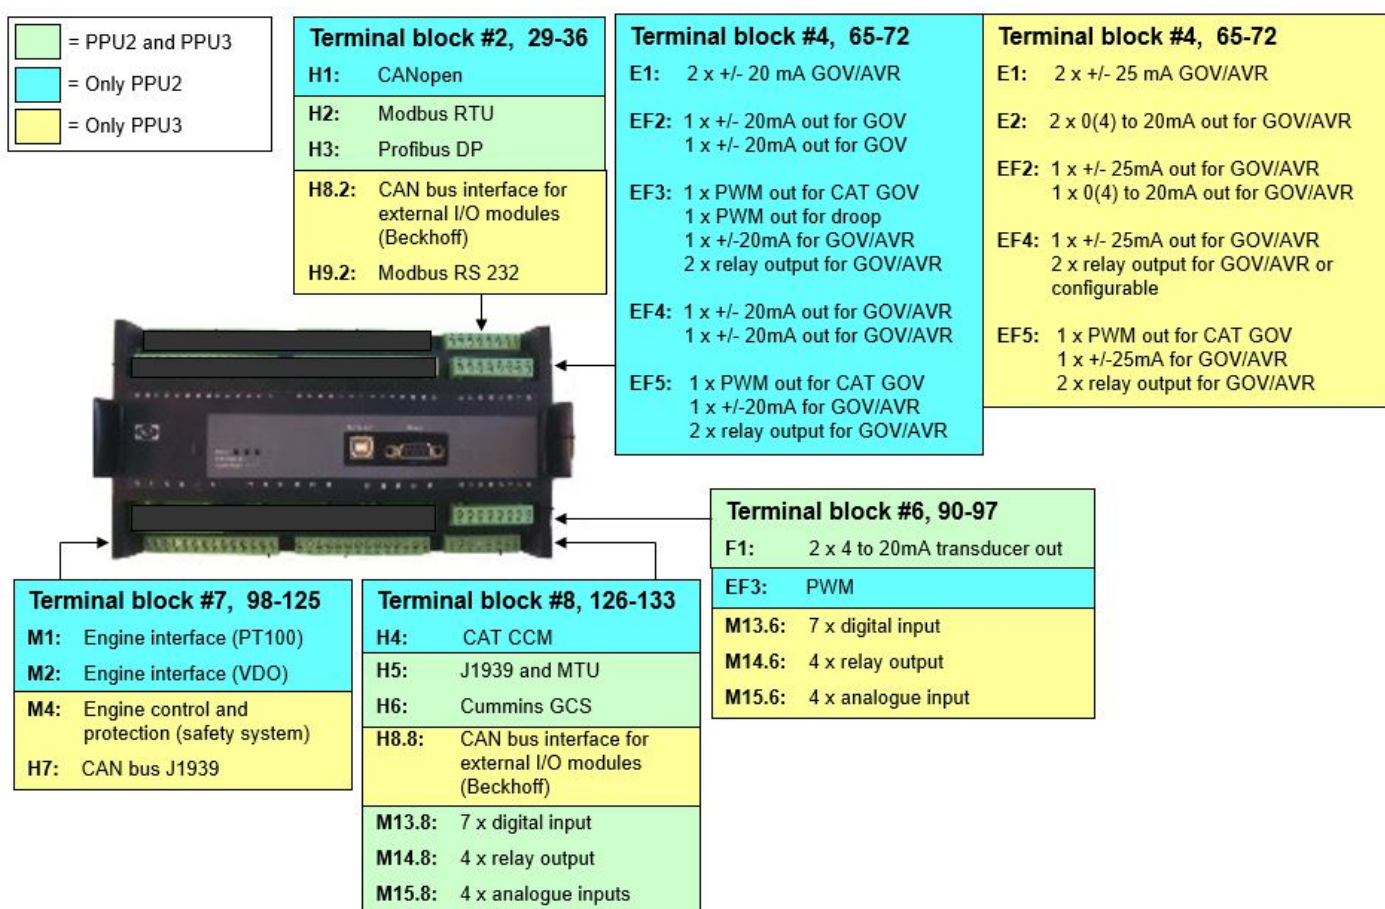 = PPU2 and PPU3
= Only PPU2
= Only PPU3
Terminal block #2, 29-36
H1: CANopen
H2: Modbus RTU
H3: Profibus DP
H8.2: CAN bus interface for
external I/O modules
(Beckhoff)
H9.2: Modbus RS 232
Terminal block #4, 65-72
E1: 2 x +/- 20 mA GOV/AVR
EF2: 1 x +/- 20mA out for GOV
1 x +/- 20mA out for GOV
EF3: 1 x PWM out for CAT GOV
1 x PWM out for droop
1 x +/-20mA for GOV/AVR
2 x relay output for GOV/AVR
EF4: 1 x +/- 20mA out for GOV/AVR
1 x +/- 20mA out for GOV/AVR
EF5: 1 x PWM out for CAT GOV
1 x +/-20mA for GOV/AVR
2 x relay output for GOV/AVR
Terminal block #4, 65-72
E1: 2 x +/- 25 mA GOV/AVR
E2: 2 x 0(4) to 20mA out for GOV/AVR
EF2: 1 x +/- 25mA out for GOV/AVR
1 x 0(4) to 20mA out for GOV/AVR
EF4: 1 x +/- 25mA out for GOV/AVR
2 x relay output for GOV/AVR or
configurable
EF5: 1 x PWM out for CAT GOV
1 x +/-25mA for GOV/AVR
2 x relay output for GOV/AVR
Terminal block #6, 90-97
F1: 2 x 4 to 20mA transducer out
EF3: PWM
M13.6: 7 x digital input
M14.6: 4 x relay output
M15.6: 4 x analogue input
Terminal block #7, 98-125
M1: Engine interface (PT100)
M2: Engine interface (VDO)
M4: Engine control and
protection (safety system)
H7: CAN bus J1939
Terminal block #8, 126-133
H4: CAT CCM
H5: J1939 and MTU
H6: Cummins GCS
H8.8: CAN bus interface for
external I/O modules
(Beckhoff)
M13.8: 7 x digital input
M14.8: 4 x relay output
M15.8: 4 x analogue inputs